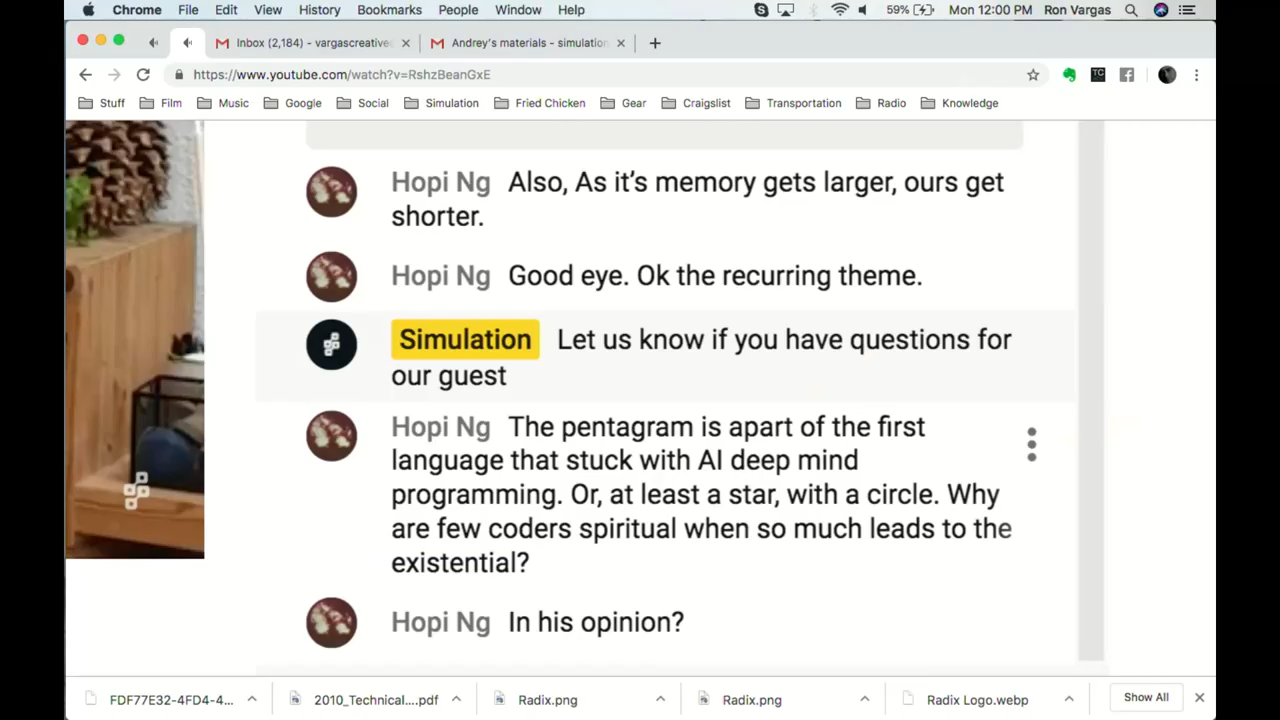 Chrome File Edit View History Bookmarks People Window Help 59% Mon 12:00 PM Ron Vargas
Inbox (2,184) - vargascreative Andrey's materials - simulation
https://www.youtube.com/watch?v=RshzBeanGxE TC
Stuff Film Music Google Social Simulation Fried Chicken Gear Craigslist Transportation Radio Knowledge
Hopi Ng Also, As it’s memory gets larger, ours get
shorter.
Hopi Ng Good eye. Ok the recurring theme.
Simulation Let us know if you have questions for
our guest
Hopi Ng The pentagram is apart of the first
language that stuck with AI deep mind
programming. Or, at least a star, with a circle. Why
are few coders spiritual when so much leads to the
existential?
Hopi Ng In his opinion?
FDF77E32-4FD4-4... 2010_Technical....pdf Radix.png Radix.png Radix Logo.webp Show All